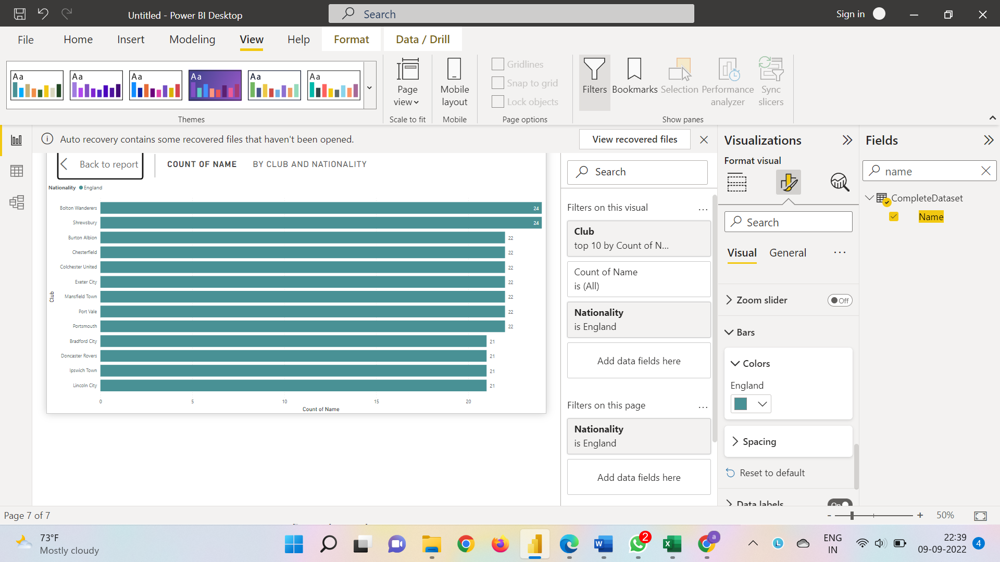 Untitled - Power BI Desktop
Search
Sign in
File
Home
Insert
Modeling
View
Help
Format
Data / Drill
Aa
Aa
Aa
Aa
Aa
Aa
Themes
Page
view
Scale to fit
Mobile
layout
Mobile
Gridlines
Snap to grid
Lock objects
Page options
Filters
Bookmarks
Selection
Performance
analyzer
Sync
slicers
Show panes
Auto recovery contains some recovered files that haven't been opened.
View recovered files
Back to report
COUNT OF NAME
BY CLUB AND NATIONALITY
Nationality
England
Club
Bolton Wanderers 24
Shrewsbury 24
Burton Albion 22
Chesterfield 22
Colchester United 22
Exeter City 22
Mansfield Town 22
Port Vale 22
Portsmouth 22
Bradford City 21
Doncaster Rovers 21
Ipswich Town 21
Lincoln City 21
0 5 10 15 20
Count of Name
Search
Filters on this visual
...
Club
top 10 by Count of N...
Count of Name
is (All)
Nationality
is England
Add data fields here
Filters on this page
...
Nationality
is England
Add data fields here
Visualizations
Format visual
Search
Visual
General
...
Zoom slider
Off
Bars
Colors
England
Spacing
Reset to default
Data labels
On
Fields
name
CompleteDataset
Name
Page 7 of 7
- +
50%
73°F
Mostly cloudy
W
2
X
a
L
ENG
IN
22:39
09-09-2022
4